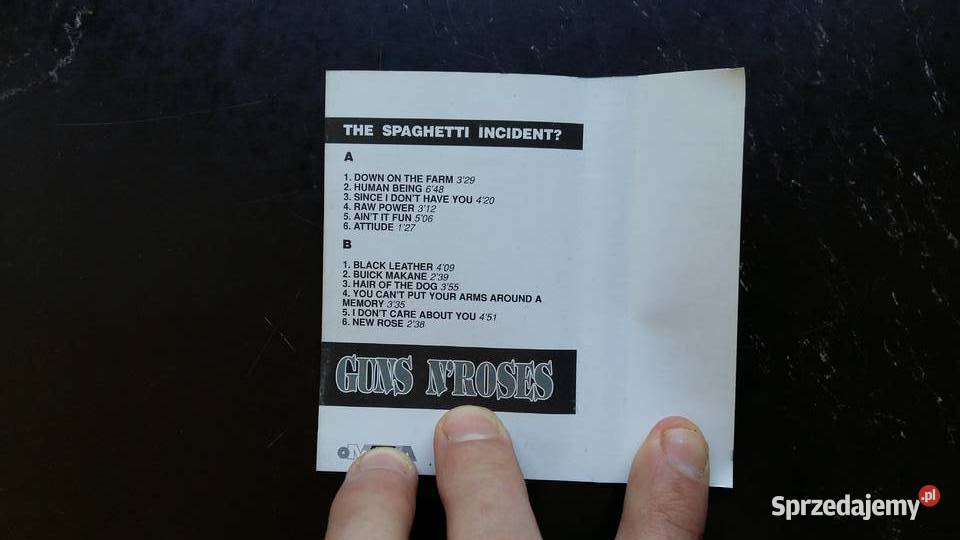 THE SPAGHETTI INCIDENT?
A
1. DOWN ON THE FARM 3'29
2. HUMAN BEING 6'48
3. SINCE I DON'T HAVE YOU 4'20
4. RAW POWER 3'12
5. AIN'T IT FUN 5'06
6. ATTIUDE 1'27
B
1. BLACK LEATHER 4'09
2. BUICK MAKANE 2'39
3. HAIR OF THE DOG 3'55
4. YOU CAN'T PUT YOUR ARMS AROUND A
MEMORY 3'35
5. I DON'T CARE ABOUT YOU 4'51
6. NEW ROSE 2'38
GUNS N'ROSES
Sprzedajemy.pl